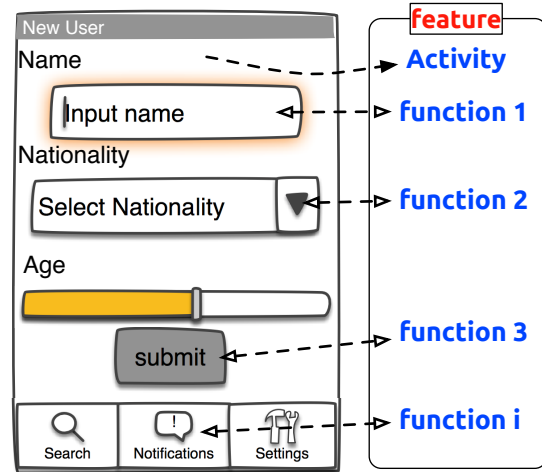 New User
feature
Name
Activity
Input name
function 1
Nationality
Select Nationality
function 2
Age
submit
function 3
!
Search
Notifications
Settings
function i